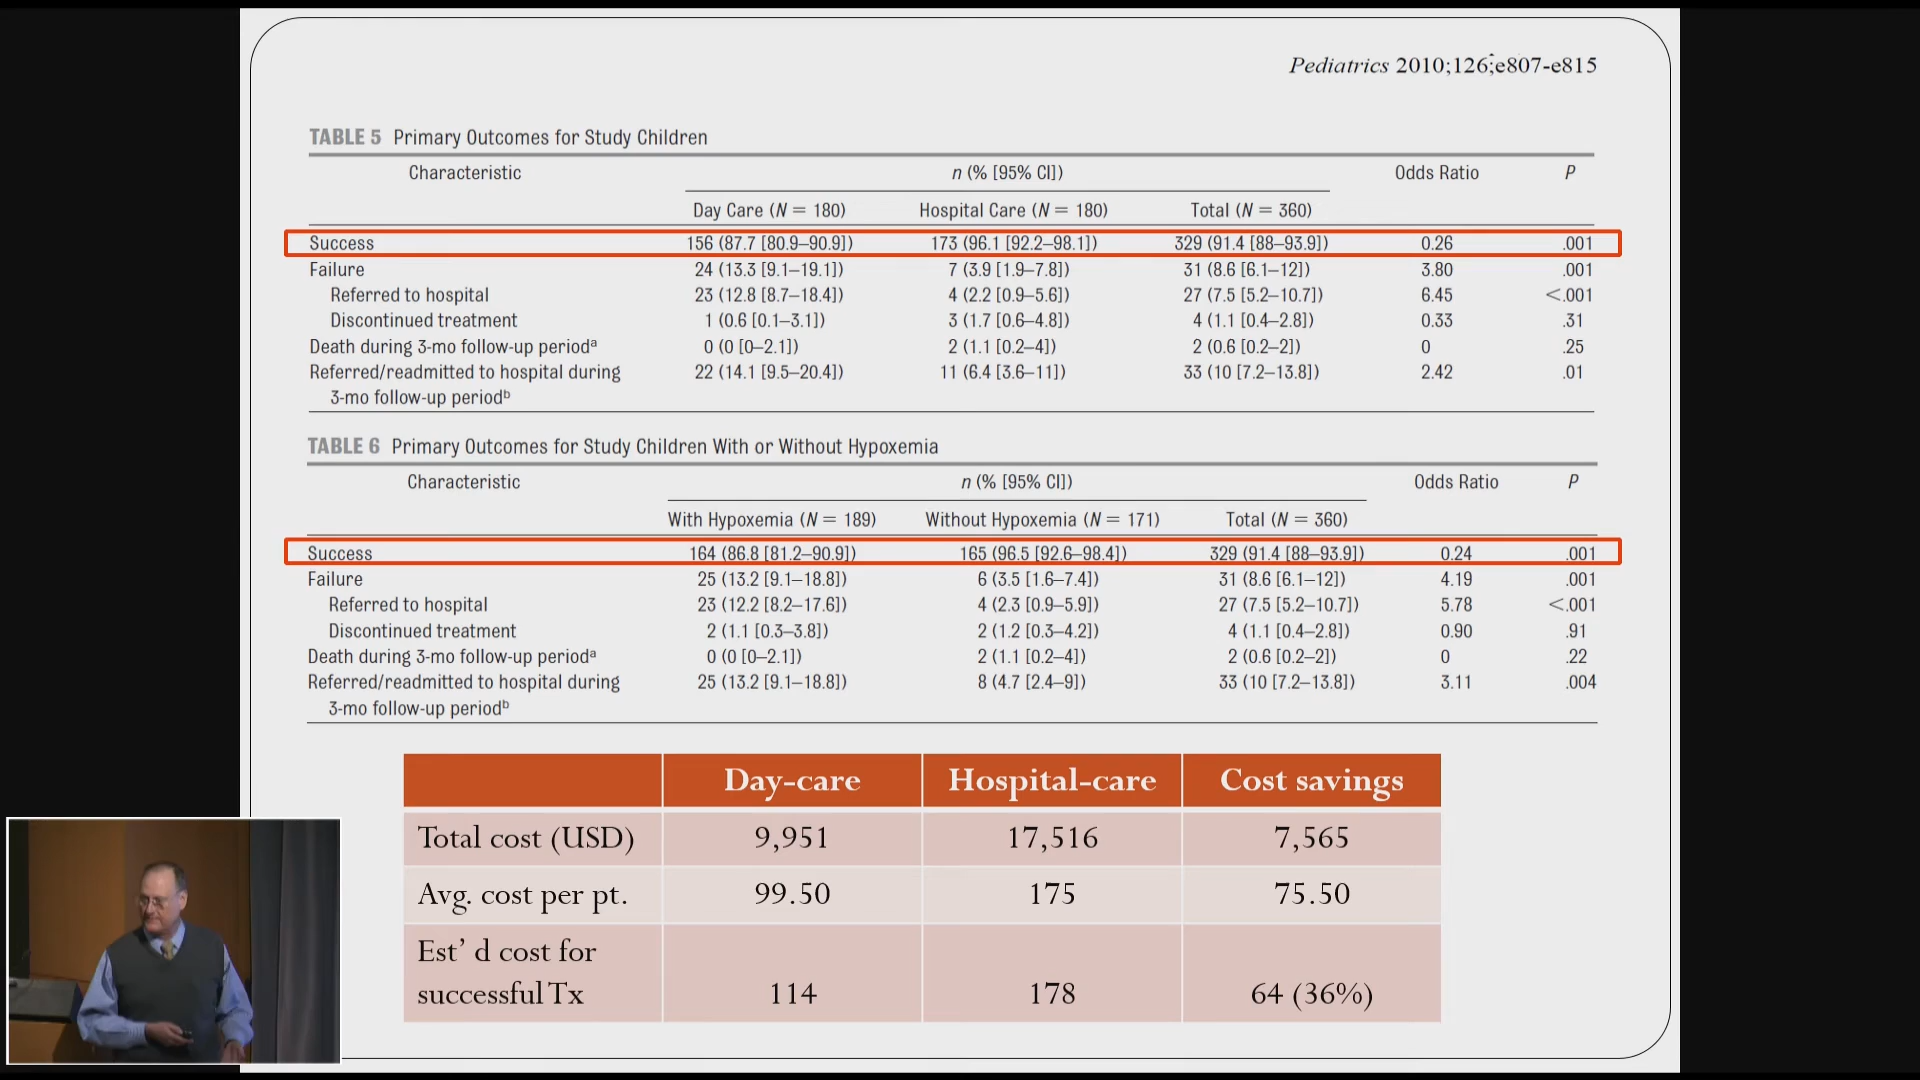 Pediatrics 2010;126;e807-e815
TABLE 5 Primary Outcomes for Study Children
Characteristic n (% [95% CI]) Odds Ratio P
Day Care (N = 180) Hospital Care (N = 180) Total (N = 360)
Success 156 (87.7 [80.9–90.9]) 173 (96.1 [92.2–98.1]) 329 (91.4 [88–93.9]) 0.26 .001
Failure 24 (13.3 [9.1–19.1]) 7 (3.9 [1.9–7.8]) 31 (8.6 [6.1–12]) 3.80 .001
Referred to hospital 23 (12.8 [8.7–18.4]) 4 (2.2 [0.9–5.6]) 27 (7.5 [5.2–10.7]) 6.45 <.001
Discontinued treatment 1 (0.6 [0.1–3.1]) 3 (1.7 [0.6–4.8]) 4 (1.1 [0.4–2.8]) 0.33 .31
Death during 3-mo follow-up periodᵃ 0 (0 [0–2.1]) 2 (1.1 [0.2–4]) 2 (0.6 [0.2–2]) 0 .25
Referred/readmitted to hospital during 22 (14.1 [9.5–20.4]) 11 (6.4 [3.6–11]) 33 (10 [7.2–13.8]) 2.42 .01
3-mo follow-up periodᵇ
TABLE 6 Primary Outcomes for Study Children With or Without Hypoxemia
Characteristic n (% [95% CI]) Odds Ratio P
With Hypoxemia (N = 189) Without Hypoxemia (N = 171) Total (N = 360)
Success 164 (86.8 [81.2–90.9]) 165 (96.5 [92.6–98.4]) 329 (91.4 [88–93.9]) 0.24 .001
Failure 25 (13.2 [9.1–18.8]) 6 (3.5 [1.6–7.4]) 31 (8.6 [6.1–12]) 4.19 .001
Referred to hospital 23 (12.2 [8.2–17.6]) 4 (2.3 [0.9–5.9]) 27 (7.5 [5.2–10.7]) 5.78 <.001
Discontinued treatment 2 (1.1 [0.3–3.8]) 2 (1.2 [0.3–4.2]) 4 (1.1 [0.4–2.8]) 0.90 .91
Death during 3-mo follow-up periodᵃ 0 (0 [0–2.1]) 2 (1.1 [0.2–4]) 2 (0.6 [0.2–2]) 0 .22
Referred/readmitted to hospital during 25 (13.2 [9.1–18.8]) 8 (4.7 [2.4–9]) 33 (10 [7.2–13.8]) 3.11 .004
3-mo follow-up periodᵇ
Day-care Hospital-care Cost savings
Total cost (USD) 9,951 17,516 7,565
Avg. cost per pt. 99.50 175 75.50
Est' d cost for
successful Tx 114 178 64 (36%)